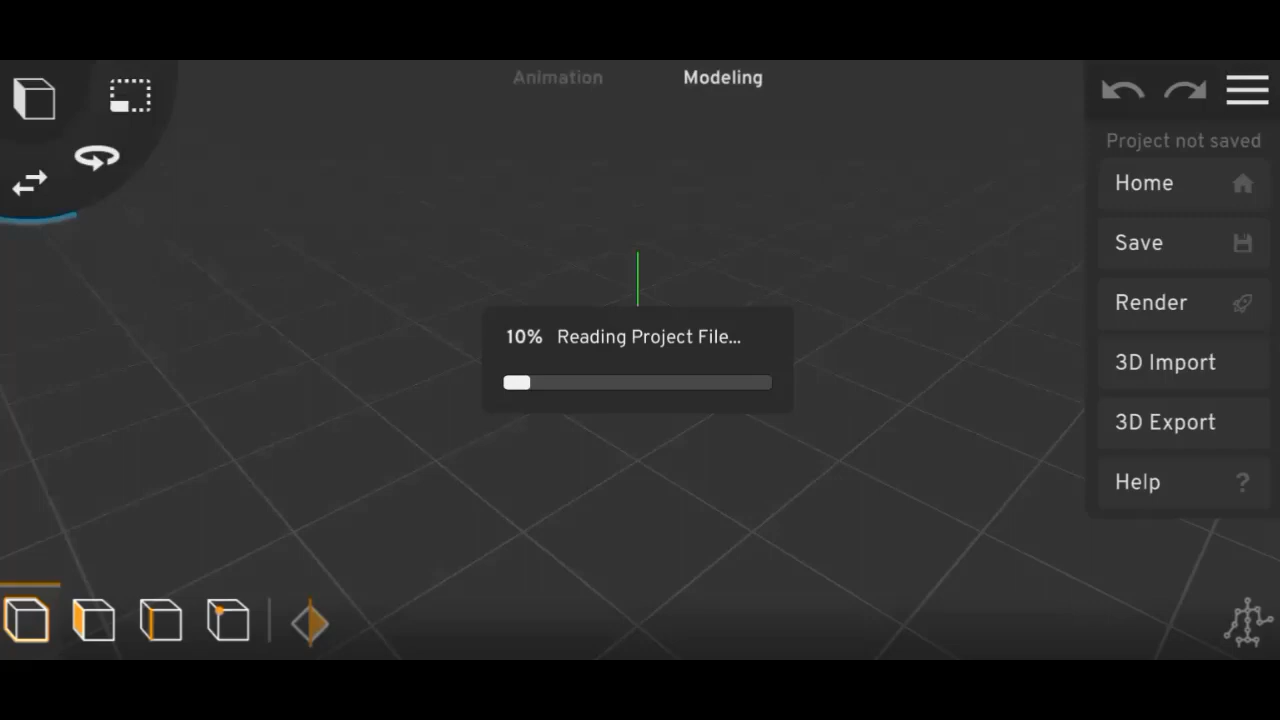 Animation
Modeling
Project not saved
Home
Save
Render
3D Import
3D Export
Help
?
10% Reading Project File...